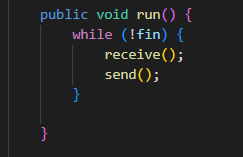 public void run() {
    while (!fin) {
        receive();
        send();
    }
}